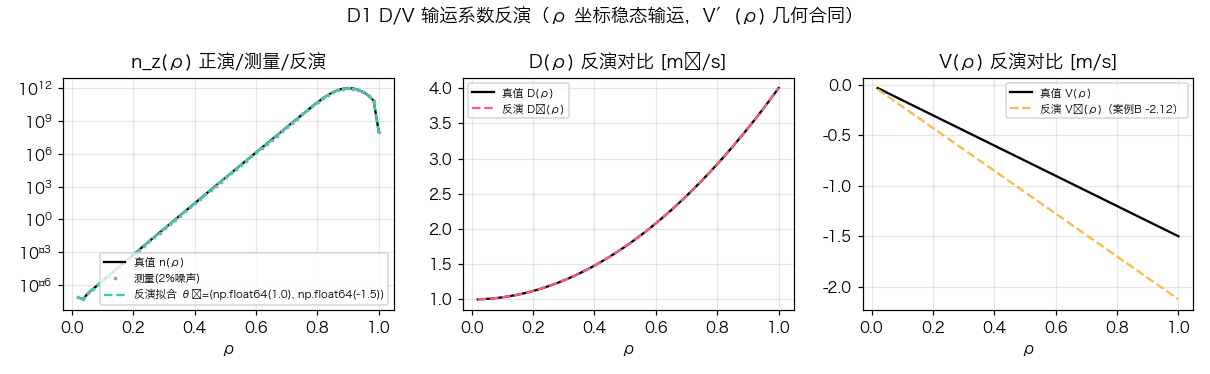 D1 D/V 输运系数反演（ρ 坐标稳态输运，V′(ρ) 几何合同）
n_z(ρ) 正演/测量/反演
10¹²
10⁹
10⁶
10³
10⁰
10▯³
10▯⁶
真值 n(ρ)
测量(2%噪声)
反演拟合 θ▯=(np.float64(1.0), np.float64(-1.5))
0.0 0.2 0.4 0.6 0.8 1.0
ρ
D(ρ) 反演对比 [m▯/s]
4.0
3.5
3.0
2.5
2.0
1.5
1.0
真值 D(ρ)
反演 D▯(ρ)
0.0 0.2 0.4 0.6 0.8 1.0
ρ
V(ρ) 反演对比 [m/s]
0.0
-0.5
-1.0
-1.5
-2.0
真值 V(ρ)
反演 V▯(ρ)（案例B -2.12）
0.0 0.2 0.4 0.6 0.8 1.0
ρ